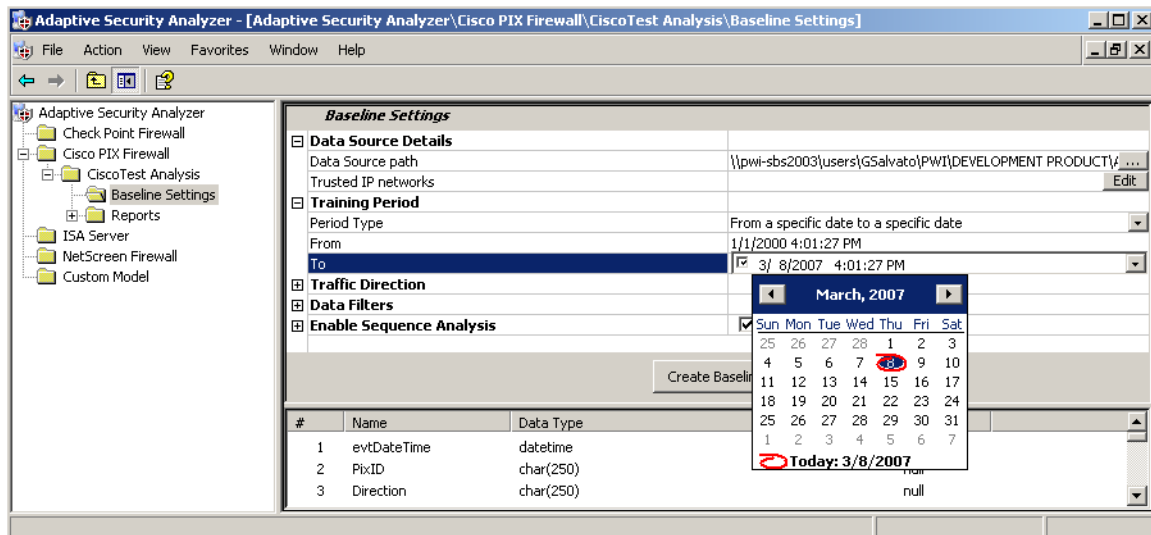 Adaptive Security Analyzer - [Adaptive Security Analyzer\Cisco PIX Firewall\CiscoTest Analysis\Baseline Settings]
File Action View Favorites Window Help
Adaptive Security Analyzer
Check Point Firewall
Cisco PIX Firewall
CiscoTest Analysis
Baseline Settings
Reports
ISA Server
NetScreen Firewall
Custom Model
Baseline Settings
Data Source Details
Data Source path \\pwi-sbs2003\users\GSalvato\PWI\DEVELOPMENT PRODUCT\ ...
Trusted IP networks Edit
Training Period
Period Type From a specific date to a specific date
From 1/1/2000 4:01:27 PM
To 3/ 8/2007 4:01:27 PM
Traffic Direction
Data Filters
Enable Sequence Analysis
March, 2007
Sun Mon Tue Wed Thu Fri Sat
25 26 27 28 1 2 3
4 5 6 7 8 9 10
11 12 13 14 15 16 17
18 19 20 21 22 23 24
25 26 27 28 29 30 31
1 2 3 4 5 6 7
Today: 3/8/2007
Create
# Name Data Type
1 evtDateTime datetime
2 PixID char(250) null
3 Direction char(250) null